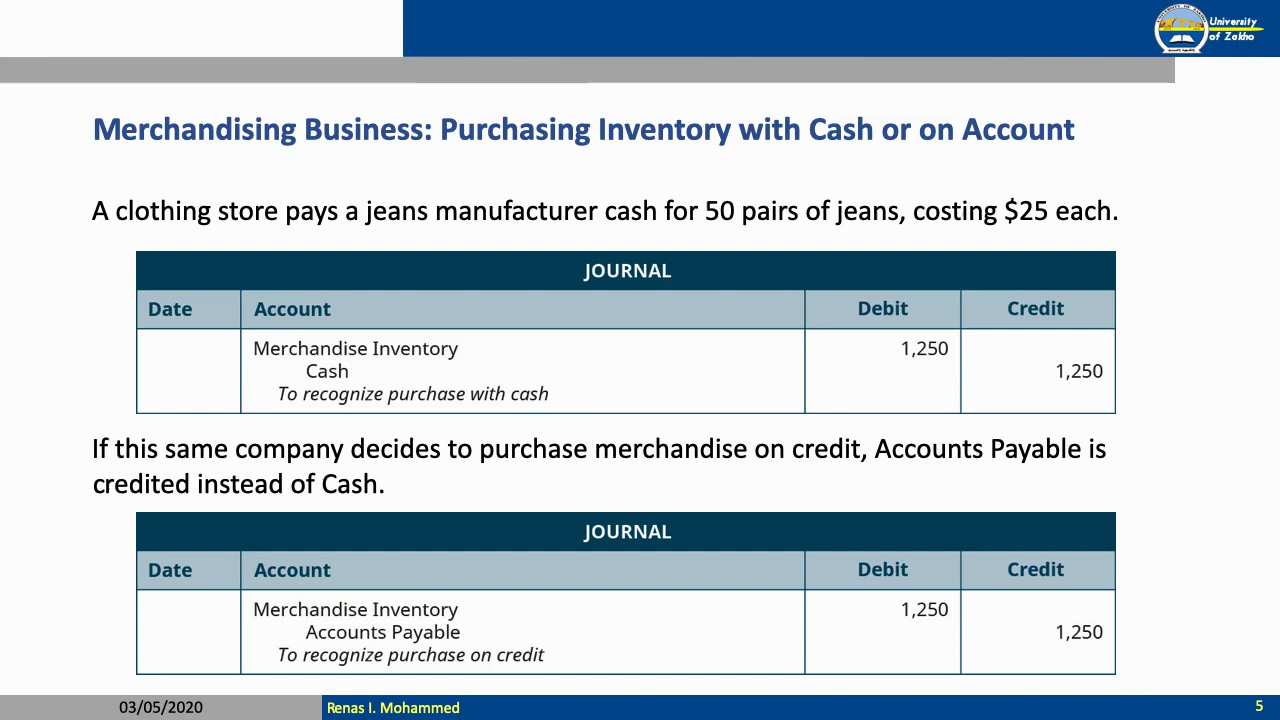 University
of Zakho
Merchandising Business: Purchasing Inventory with Cash or on Account
A clothing store pays a jeans manufacturer cash for 50 pairs of jeans, costing $25 each.
JOURNAL
Date Account Debit Credit
Merchandise Inventory 1,250
Cash 1,250
To recognize purchase with cash
If this same company decides to purchase merchandise on credit, Accounts Payable is
credited instead of Cash.
JOURNAL
Date Account Debit Credit
Merchandise Inventory 1,250
Accounts Payable 1,250
To recognize purchase on credit
03/05/2020 Renas I. Mohammed 5